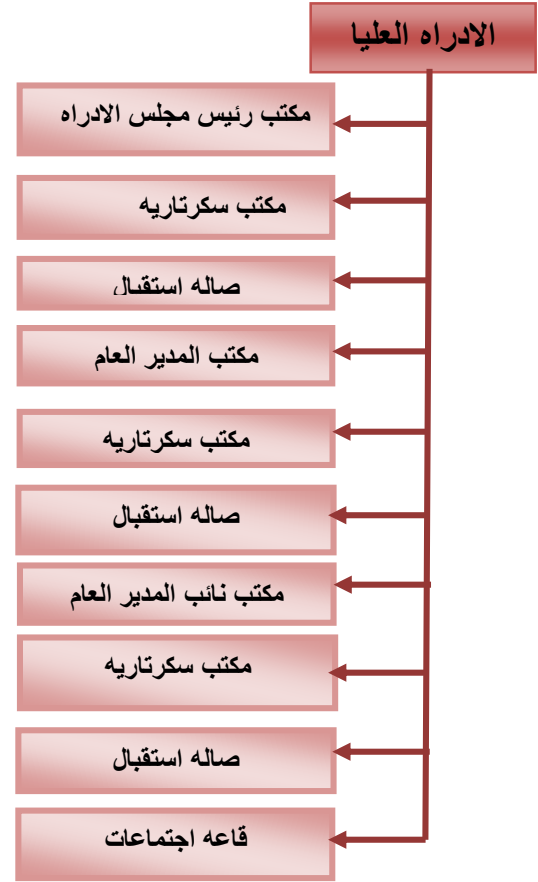 الادراه العليا
مكتب رئيس مجلس الادراه
مكتب سكرتاريه
صاله استقبال
مكتب المدير العام
مكتب سكرتاريه
صاله استقبال
مكتب نائب المدير العام
مكتب سكرتاريه
صاله استقبال
قاعه اجتماعات